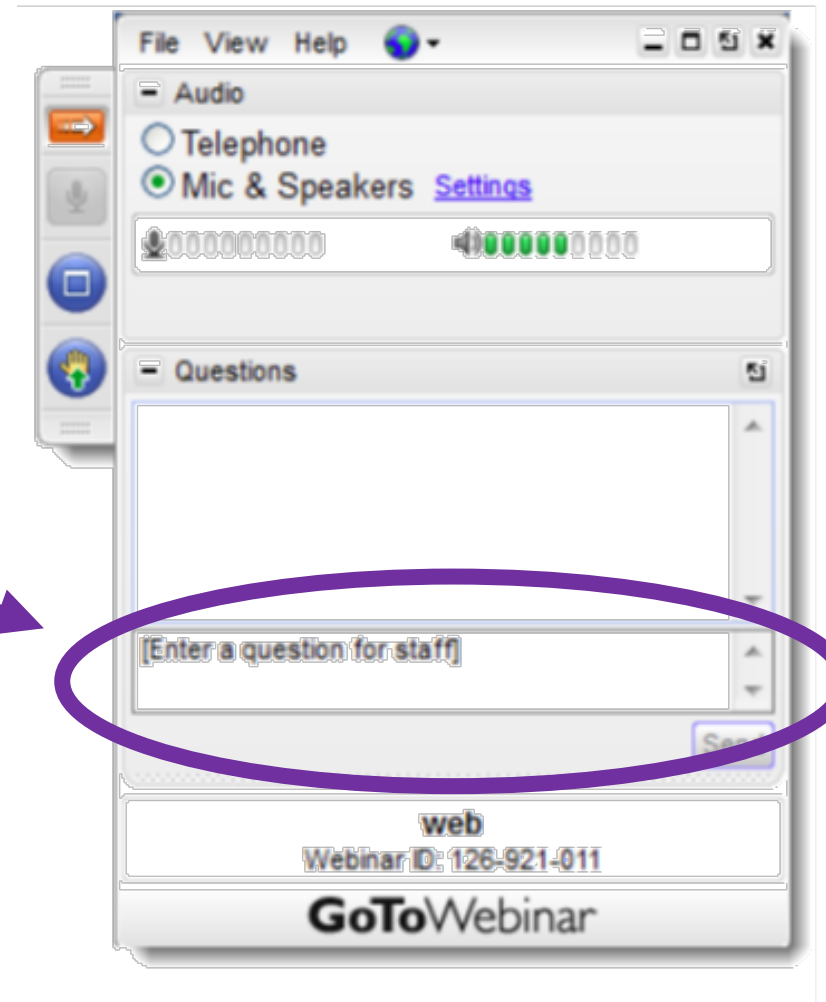 File View Help
Audio
Telephone
Mic & Speakers Settings
Questions
[Enter a question for staff]
Send
web
Webinar ID: 126-921-011
GoToWebinar